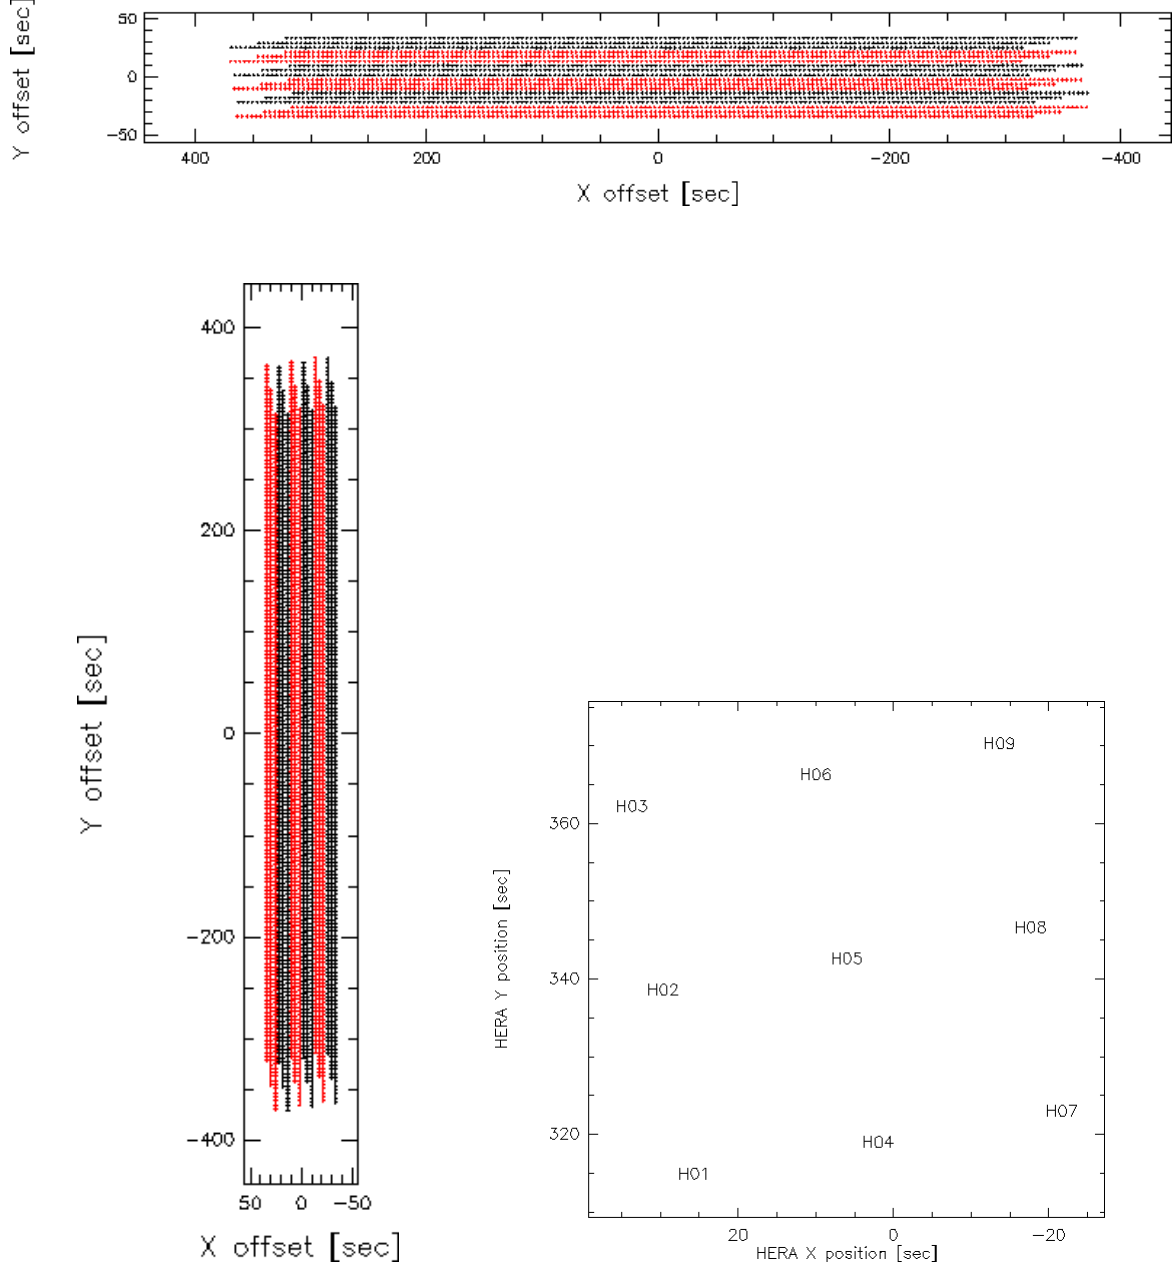 50
0
−50
Y offset [sec]
400 200 0 −200 −400
X offset [sec]
400
200
0
−200
−400
Y offset [sec]
50 0 −50
X offset [sec]
H09
H06
H03
360
H08
H05
340
H02
H07
320
H04
H01
HERA Y position [sec]
20 0 −20
HERA X position [sec]